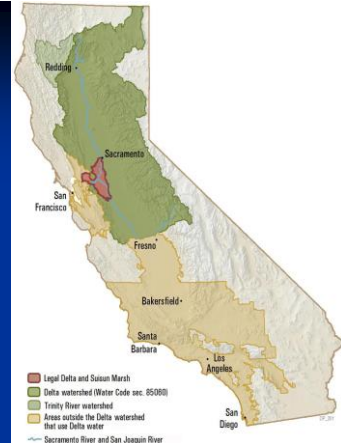 Redding
Sacramento
San
Francisco
Fresno
Bakersfield
Santa
Barbara
Los
Angeles
San
Diego
Legal Delta and Suisun Marsh
Delta watershed (Water Code sec. 85060)
Trinity River watershed
Areas outside the Delta watershed
that use Delta water
Sacramento River and San Joaquin River